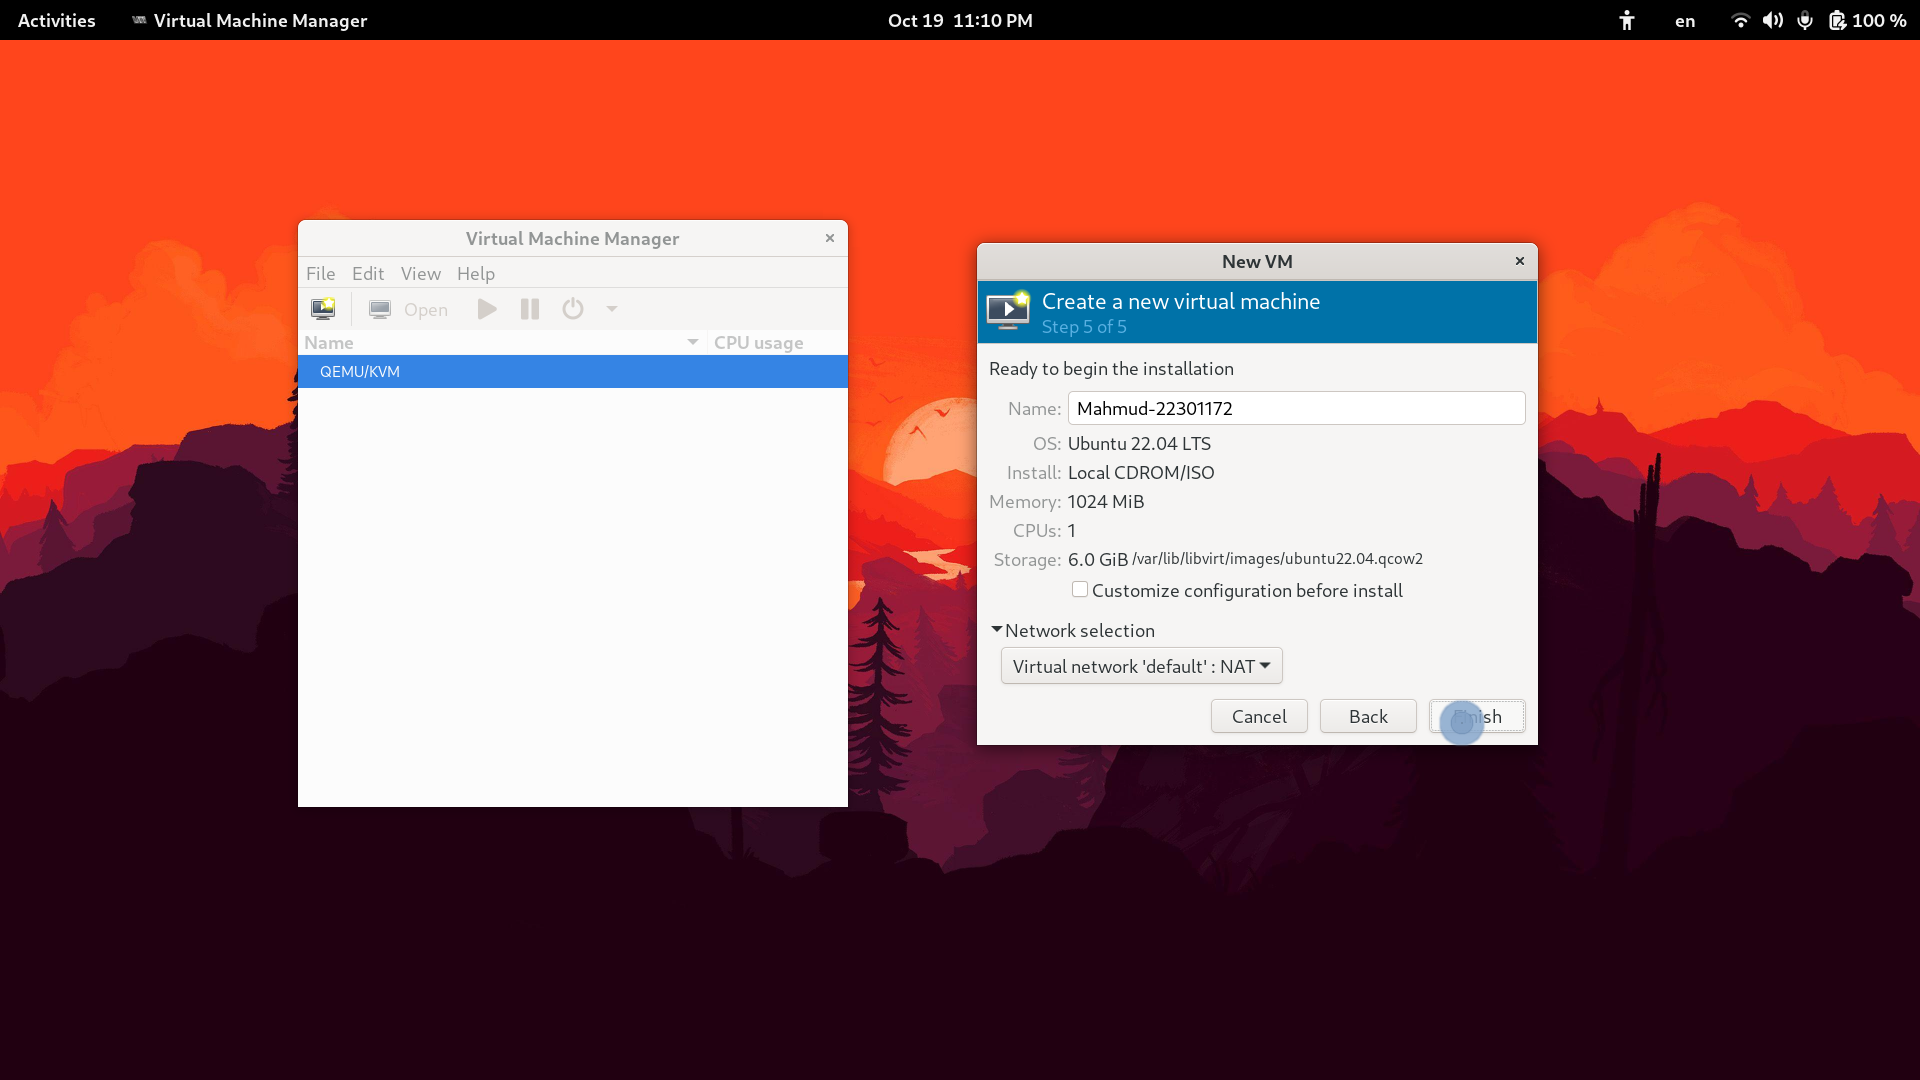 Activities
Virtual Machine Manager
Oct 19 11:10 PM
en
100 %
Virtual Machine Manager
File Edit View Help
Open
Name
CPU usage
QEMU/KVM
New VM
Create a new virtual machine
Step 5 of 5
Ready to begin the installation
Name: Mahmud-22301172
OS: Ubuntu 22.04 LTS
Install: Local CDROM/ISO
Memory: 1024 MiB
CPUs: 1
Storage: 6.0 GiB /var/lib/libvirt/images/ubuntu22.04.qcow2
Customize configuration before install
Network selection
Virtual network 'default' : NAT
Cancel
Back
Finish